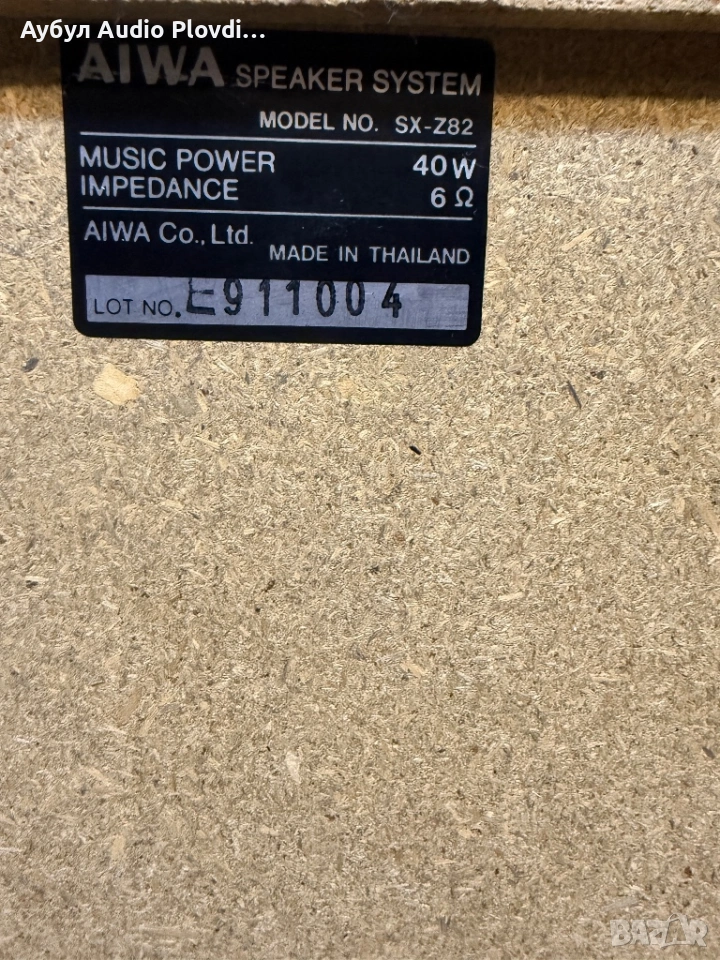 Аубул Audio Plovdi...
AIWA SPEAKER SYSTEM
MODEL NO. SX-Z82
MUSIC POWER 40W
IMPEDANCE 6 Ω
AIWA Co., Ltd.
MADE IN THAILAND
LOT NO. E911004
BAZAR